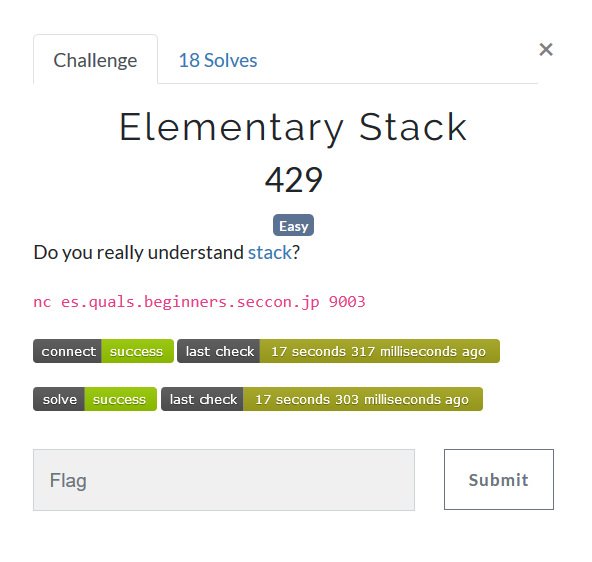 Challenge
18 Solves
×
Elementary Stack
429
Easy
Do you really understand stack?
nc es.quals.beginners.seccon.jp 9003
connect success last check 17 seconds 317 milliseconds ago
solve success last check 17 seconds 303 milliseconds ago
Flag
Submit